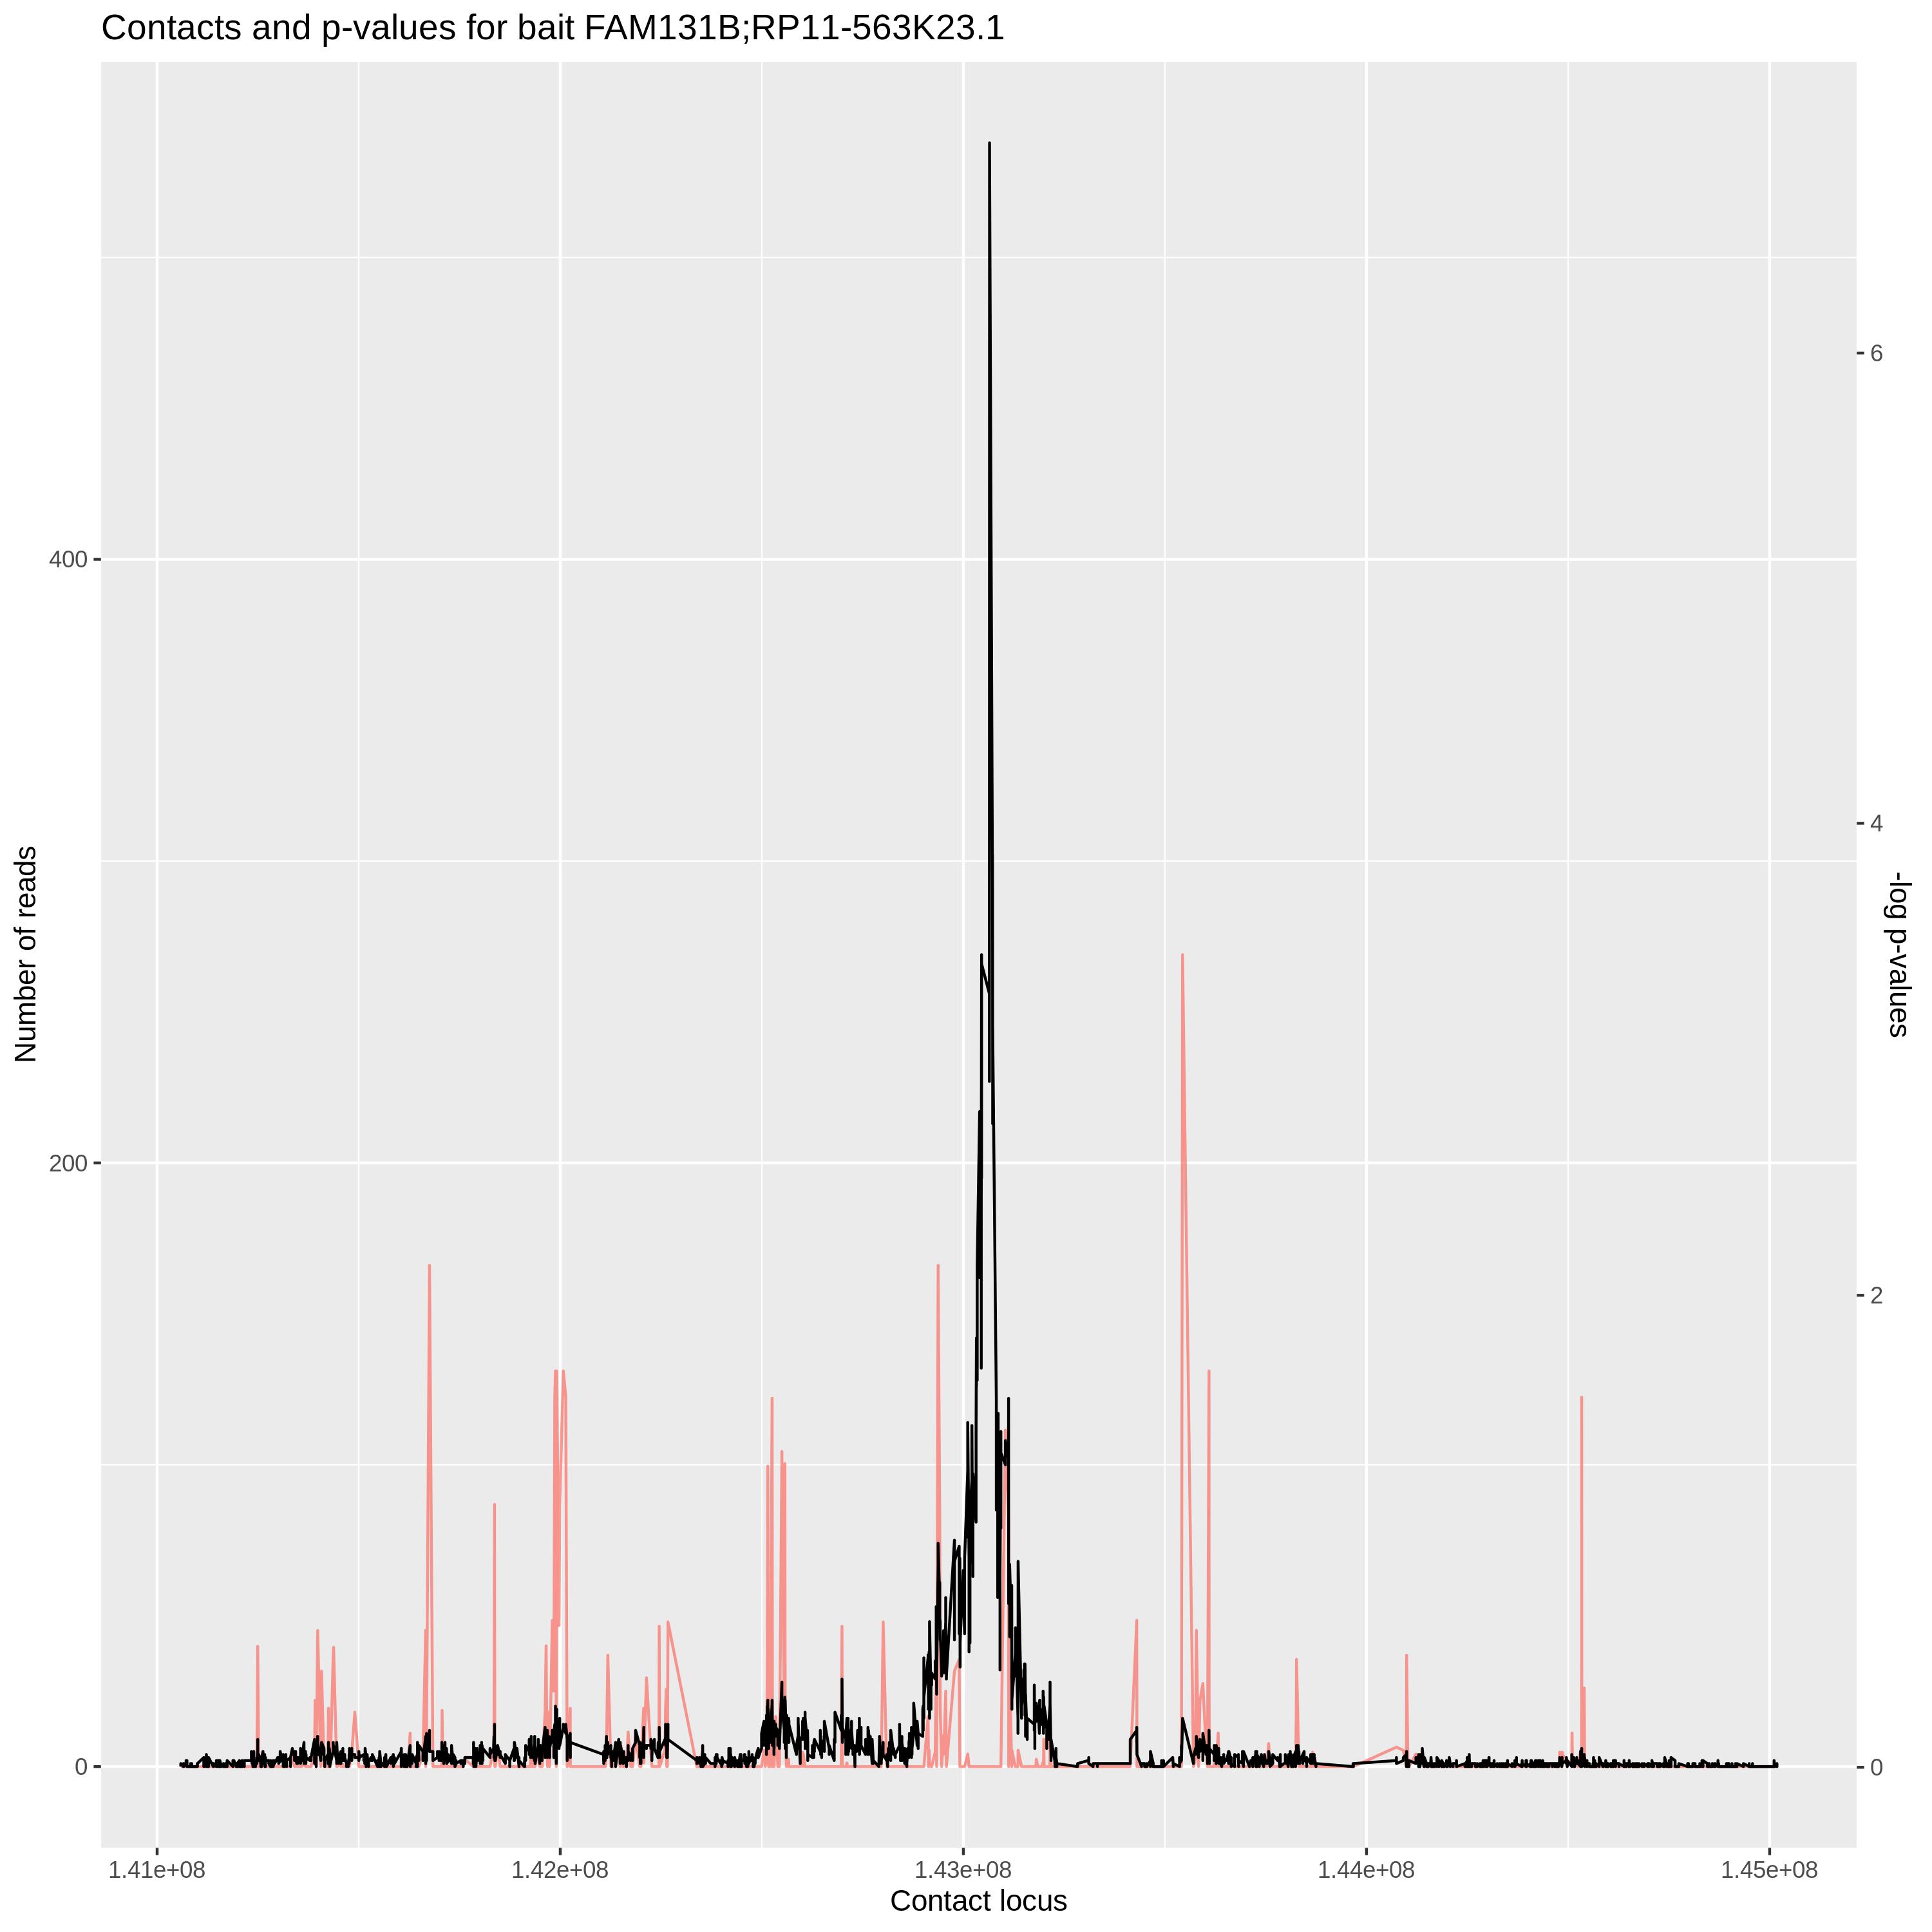 Contacts and p-values for bait FAM131B;RP11-563K23.1
Number of reads
400
200
0
6
4
2
0
-log p-values
1.41e+08
1.42e+08
1.43e+08
1.44e+08
1.45e+08
Contact locus